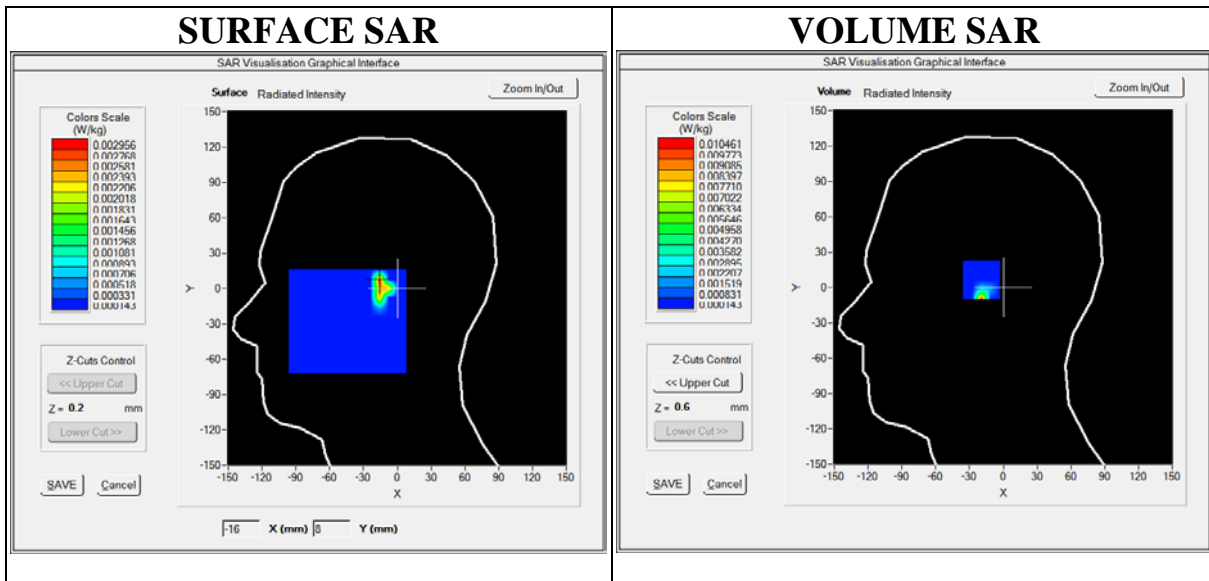 SURFACE SAR
SAR Visualisation Graphical Interface
Surface Radiated Intensity
Zoom In/Out
Colors Scale
(W/kg)
0.002956
0.002768
0.002581
0.002393
0.002206
0.002018
0.001831
0.001643
0.001456
0.001268
0.001081
0.000893
0.000706
0.000518
0.000331
0.000143
Z-Cuts Control
<< Upper Cut
Z = 0.2 mm
Lower Cut >>
SAVE Cancel
150
120
90
60
30
0
-30
-60
-90
-120
-150
Y
-150 -120 -90 -60 -30 0 30 60 90 120 150
X
-16 X (mm) 8 Y (mm)
VOLUME SAR
SAR Visualisation Graphical Interface
Volume Radiated Intensity
Zoom In/Out
Colors Scale
(W/kg)
0.010461
0.009773
0.009085
0.008397
0.007710
0.007022
0.006334
0.005646
0.004958
0.004270
0.003582
0.002895
0.002207
0.001519
0.000831
0.000143
Z-Cuts Control
<< Upper Cut
Z = 0.6 mm
Lower Cut >>
SAVE Cancel
150
120
90
60
30
0
-30
-60
-90
-120
-150
Y
-150 -120 -90 -60 -30 0 30 60 90 120 150
X